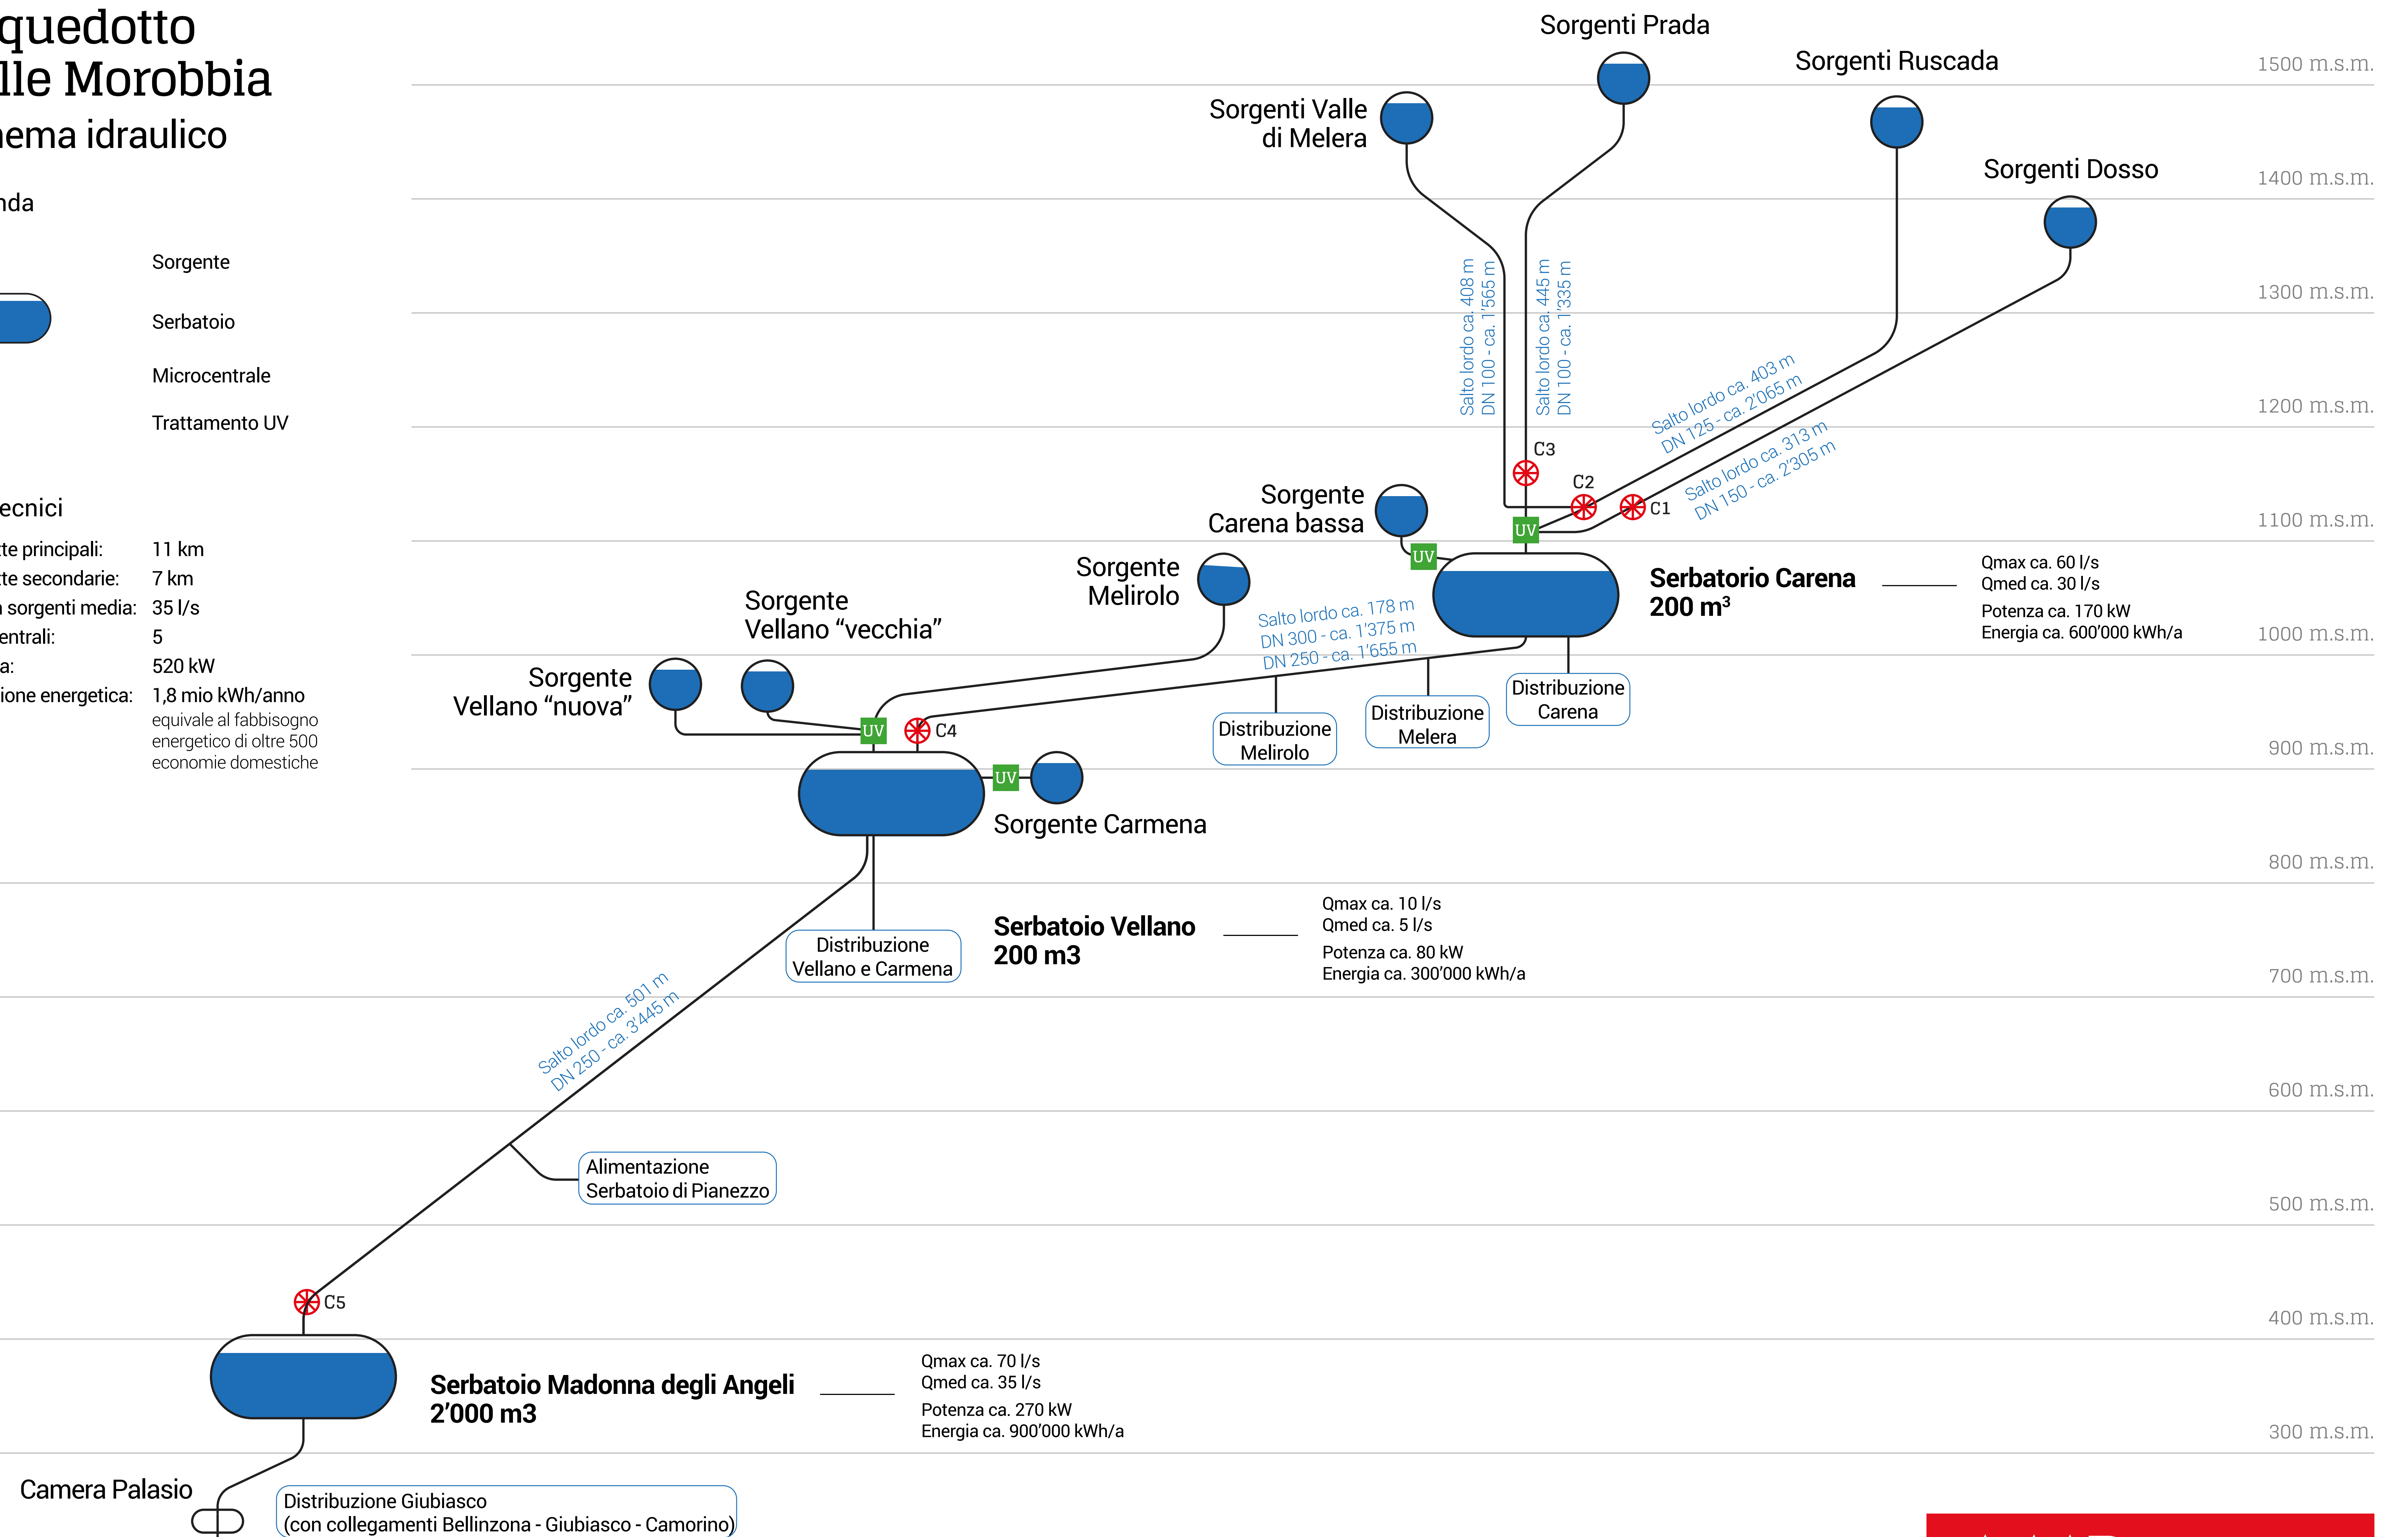 quedotto
lle Morobbia
ema idraulico
nda
Sorgente
Serbatoio
Microcentrale
Trattamento UV
ecnici
te principali: 11 km
te secondarie: 7 km
sorgenti media: 35 l/s
entrali: 5
a: 520 kW
ione energetica: 1,8 mio kWh/anno
equivale al fabbisogno
energetico di oltre 500
economie domestiche
Sorgenti Prada
Sorgenti Ruscada
Sorgenti Valle
di Melera
Sorgenti Dosso
1500 m.s.m.
1400 m.s.m.
1300 m.s.m.
1200 m.s.m.
1100 m.s.m.
1000 m.s.m.
900 m.s.m.
800 m.s.m.
700 m.s.m.
600 m.s.m.
500 m.s.m.
400 m.s.m.
300 m.s.m.
Salto lordo ca. 408 m
DN 100 - ca. 1'565 m
Salto lordo ca. 445 m
DN 100 - ca. 1'335 m
Salto lordo ca. 403 m
DN 125 - ca. 2'065 m
Salto lordo ca. 313 m
DN 150 - ca. 2'305 m
C3
C2
C1
UV
Sorgente
Carena bassa
UV
Serbatorio Carena
200 m³
Qmax ca. 60 l/s
Qmed ca. 30 l/s
Potenza ca. 170 kW
Energia ca. 600'000 kWh/a
Sorgente
Melirolo
Salto lordo ca. 178 m
DN 300 - ca. 1'375 m
DN 250 - ca. 1'655 m
Distribuzione
Carena
Distribuzione
Melera
Distribuzione
Melirolo
Sorgente
Vellano “vecchia”
Sorgente
Vellano “nuova”
UV
C4
UV
Sorgente Carmena
Serbatoio Vellano
200 m3
Qmax ca. 10 l/s
Qmed ca. 5 l/s
Potenza ca. 80 kW
Energia ca. 300'000 kWh/a
Distribuzione
Vellano e Carmena
Salto lordo ca. 501 m
DN 250 - ca. 3'445 m
Alimentazione
Serbatoio di Pianezzo
C5
Serbatoio Madonna degli Angeli
2'000 m3
Qmax ca. 70 l/s
Qmed ca. 35 l/s
Potenza ca. 270 kW
Energia ca. 900'000 kWh/a
Camera Palasio
Distribuzione Giubiasco
(con collegamenti Bellinzona - Giubiasco - Camorino)